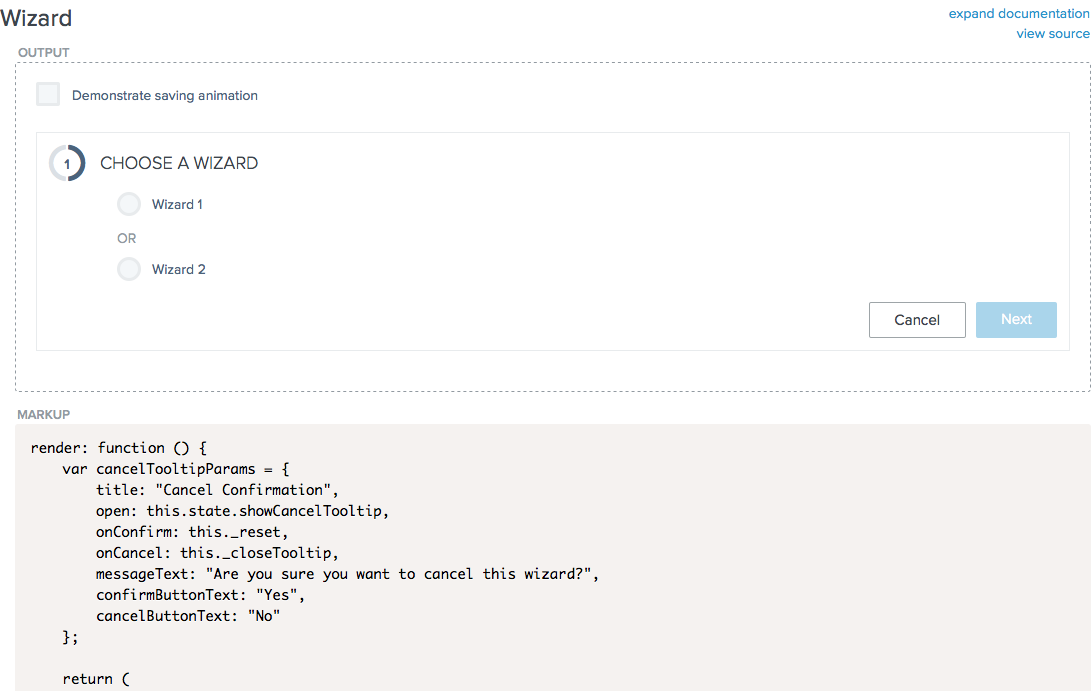 Wizard
expand documentation
view source
OUTPUT
Demonstrate saving animation
1 CHOOSE A WIZARD
Wizard 1
OR
Wizard 2
Cancel Next
MARKUP
render: function () {
    var cancelTooltipParams = {
        title: "Cancel Confirmation",
        open: this.state.showCancelTooltip,
        onConfirm: this._reset,
        onCancel: this._closeTooltip,
        messageText: "Are you sure you want to cancel this wizard?",
        confirmButtonText: "Yes",
        cancelButtonText: "No"
    };
    return (